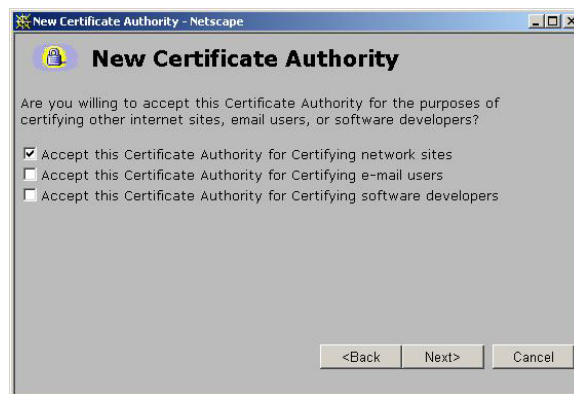 New Certificate Authority - Netscape
New Certificate Authority
Are you willing to accept this Certificate Authority for the purposes of
certifying other internet sites, email users, or software developers?
Accept this Certificate Authority for Certifying network sites
Accept this Certificate Authority for Certifying e-mail users
Accept this Certificate Authority for Certifying software developers
<Back Next> Cancel